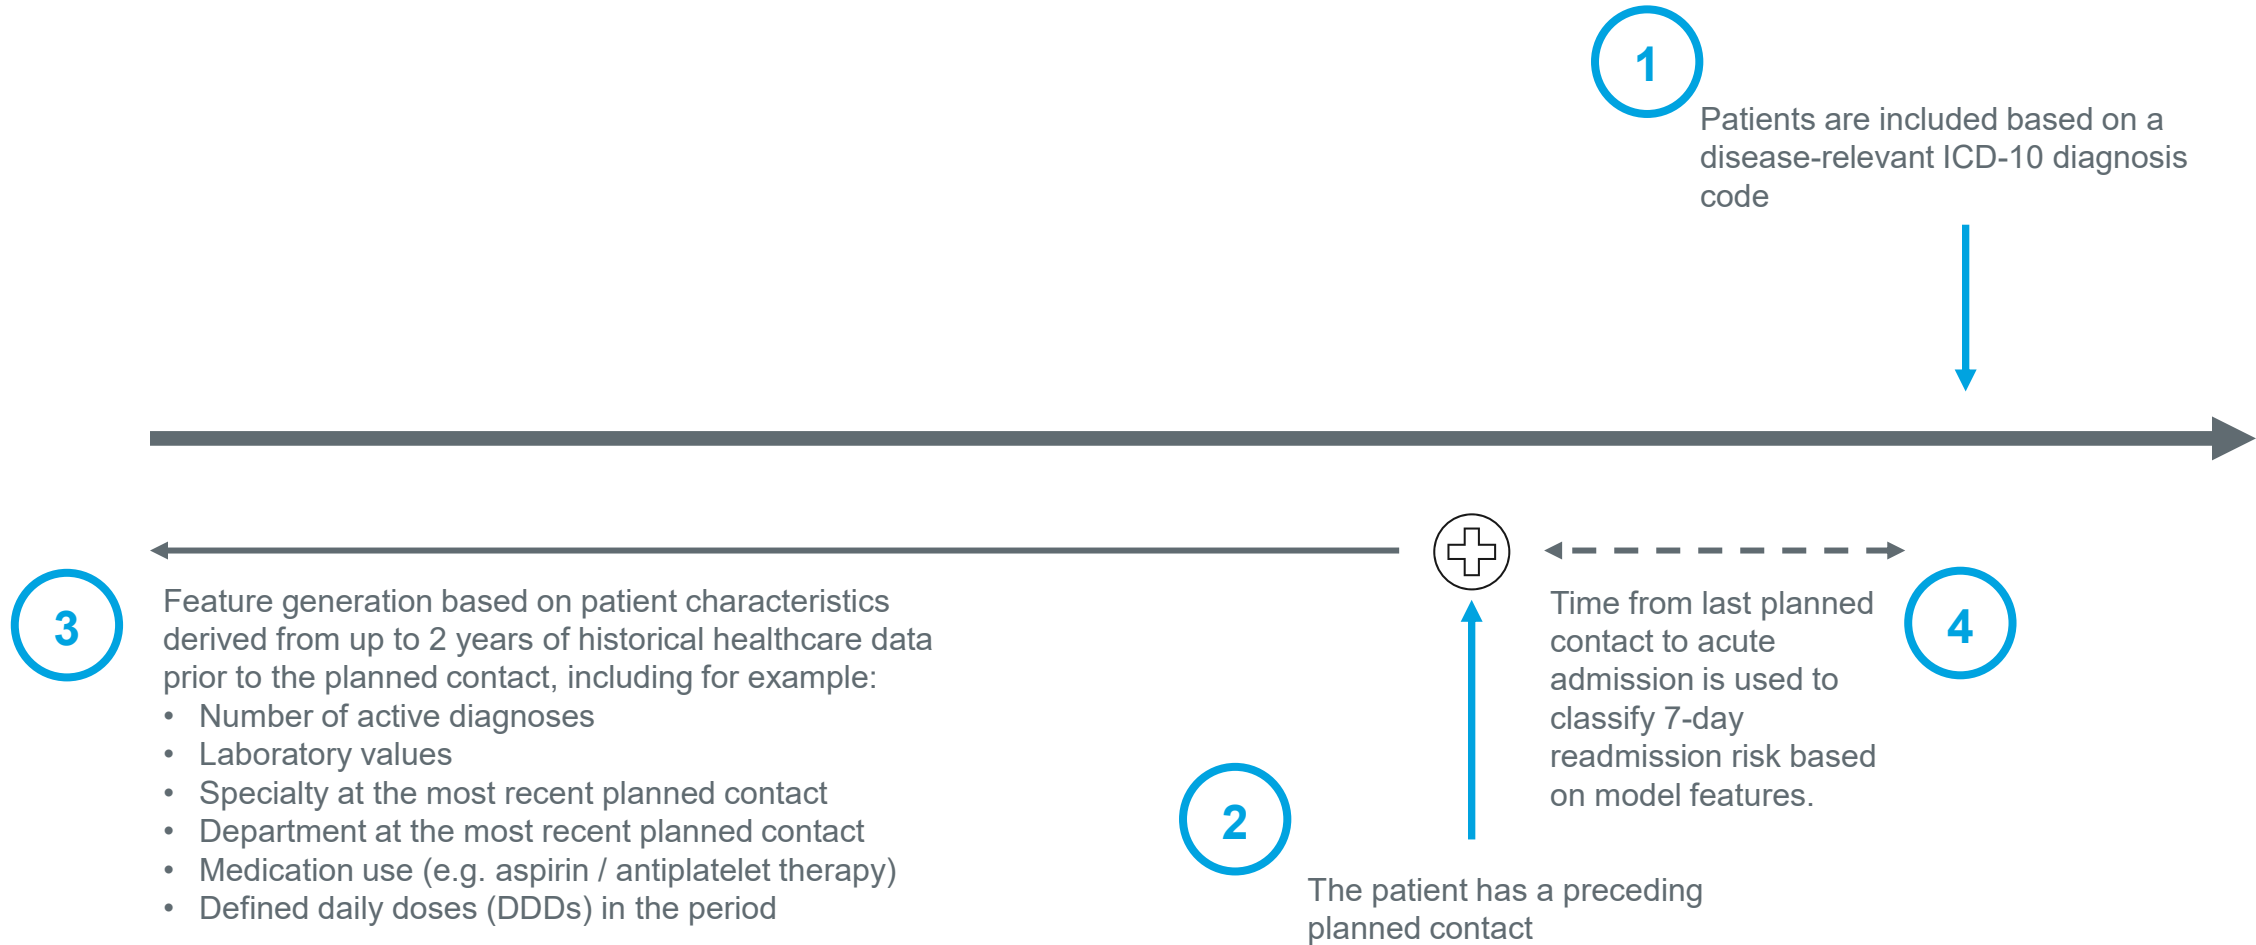 1
Patients are included based on a
disease-relevant ICD-10 diagnosis
code
3
Feature generation based on patient characteristics
derived from up to 2 years of historical healthcare data
prior to the planned contact, including for example:
• Number of active diagnoses
• Laboratory values
• Specialty at the most recent planned contact
• Department at the most recent planned contact
• Medication use (e.g. aspirin / antiplatelet therapy)
• Defined daily doses (DDDs) in the period
2
The patient has a preceding
planned contact
Time from last planned
contact to acute
admission is used to
classify 7-day
readmission risk based
on model features.
4